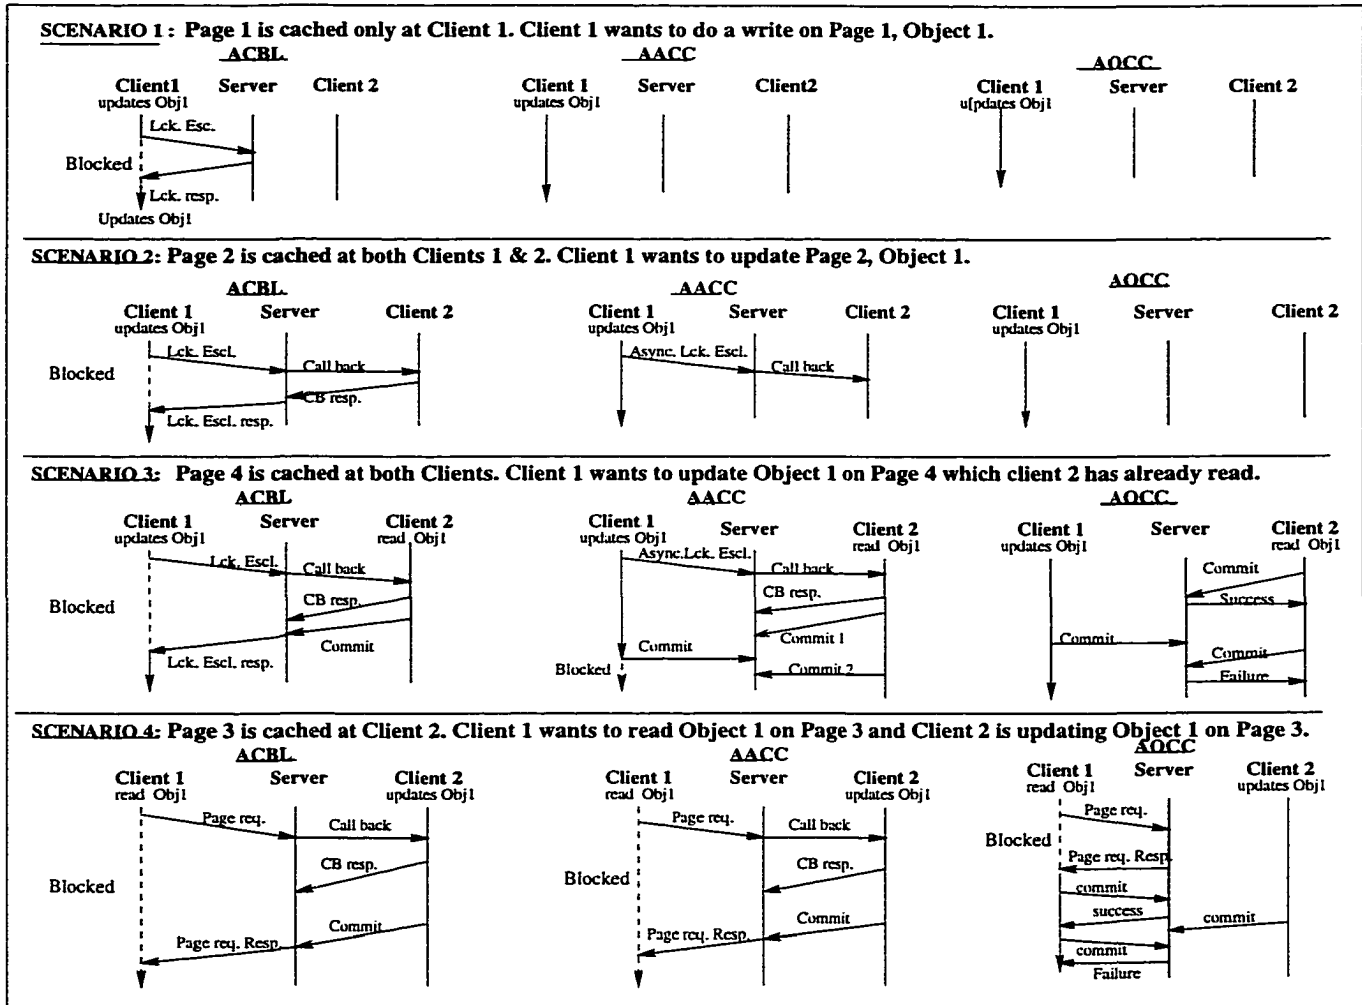 SCENARIO 1 : Page 1 is cached only at Client 1. Client 1 wants to do a write on Page 1, Object 1.
ACBL AACC AOCC
Client1 Server Client 2 Client 1 Server Client2 Client 1 Server Client 2
updates Obj1 updates Obj1 u[pdates Obj1
Lck. Esc.
Blocked
Lck. resp.
Updates Obj1
SCENARIO 2: Page 2 is cached at both Clients 1 & 2. Client 1 wants to update Page 2, Object 1.
ACBL AACC AOCC
Client 1 Server Client 2 Client 1 Server Client 2 Client 1 Server Client 2
updates Obj1 updates Obj1 updates Obj1
Lck. Escl. Call back Async. Lck. Escl. Call back
Blocked
CB resp.
Lck. Escl. resp.
SCENARIO 3: Page 4 is cached at both Clients. Client 1 wants to update Object 1 on Page 4 which client 2 has already read.
ACBL AACC AOCC
Client 1 Server Client 2 Client 1 Server Client 2 Client 1 Server Client 2
updates Obj1 read Obj1 updates Obj1 read Obj1 updates Obj1 read Obj1
Lck. Escl. Call back Async.Lck. Escl. Call back Commit
Blocked CB resp. CB resp. Success
Commit Commit 1 Commit
Lck. Escl. resp. Commit Commit
Blocked Commit 2 Failure
SCENARIO 4: Page 3 is cached at Client 2. Client 1 wants to read Object 1 on Page 3 and Client 2 is updating Object 1 on Page 3.
ACBL AACC AOCC
Client 1 Server Client 2 Client 1 Server Client 2 Client 1 Server Client 2
read Obj1 updates Obj1 read Obj1 updates Obj1 read Obj1 updates Obj1
Page req. Call back Page req. Call back Page req.
Blocked
CB resp. CB resp. Page req. Resp.
Blocked Blocked commit
success commit
Commit Commit
Page req. Resp. Page req. Resp. commit
Failure